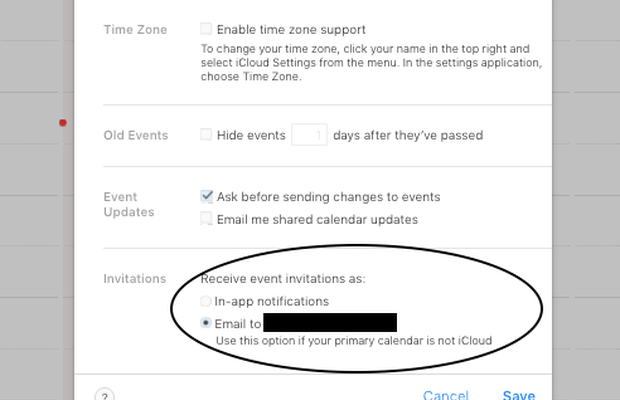 Time Zone
Enable time zone support
To change your time zone, click your name in the top right and
select iCloud Settings from the menu. In the settings application,
choose Time Zone.
Old Events
Hide events 1 days after they've passed
Event
Updates
Ask before sending changes to events
Email me shared calendar updates
Invitations
Receive event invitations as:
In-app notifications
Email to
Use this option if your primary calendar is not iCloud
?
Cancel
Save